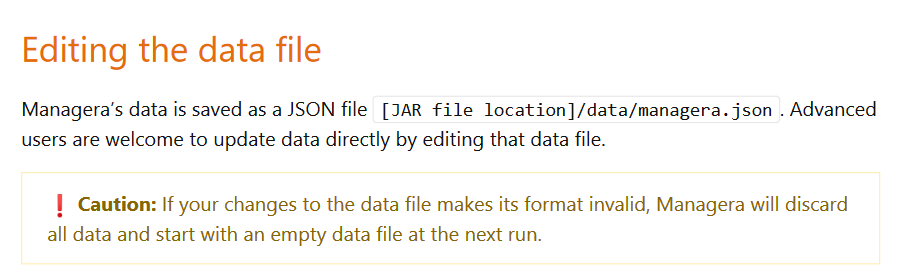 Editing the data file
Managera's data is saved as a JSON file [JAR file location]/data/managera.json. Advanced
users are welcome to update data directly by editing that data file.
❗ Caution: If your changes to the data file makes its format invalid, Managera will discard
all data and start with an empty data file at the next run.